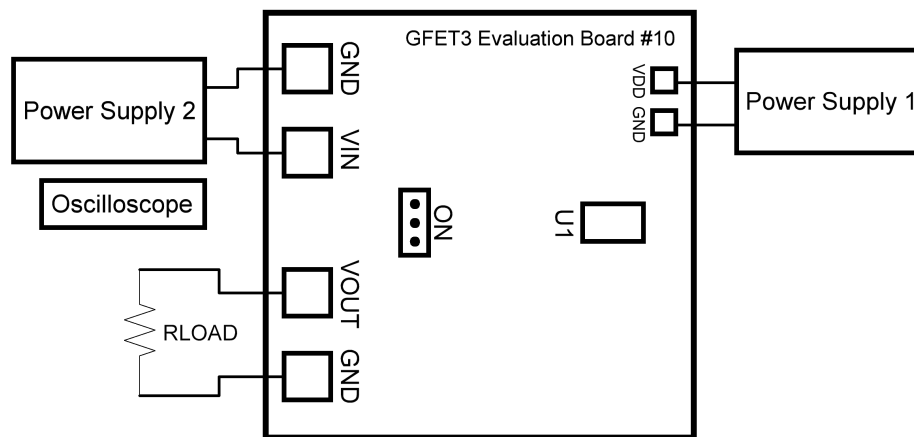 GFET3 Evaluation Board #10
GND
VDD
Power Supply 2
Power Supply 1
GND
VIN
Oscilloscope
ON
U1
VOUT
RLOAD
GND